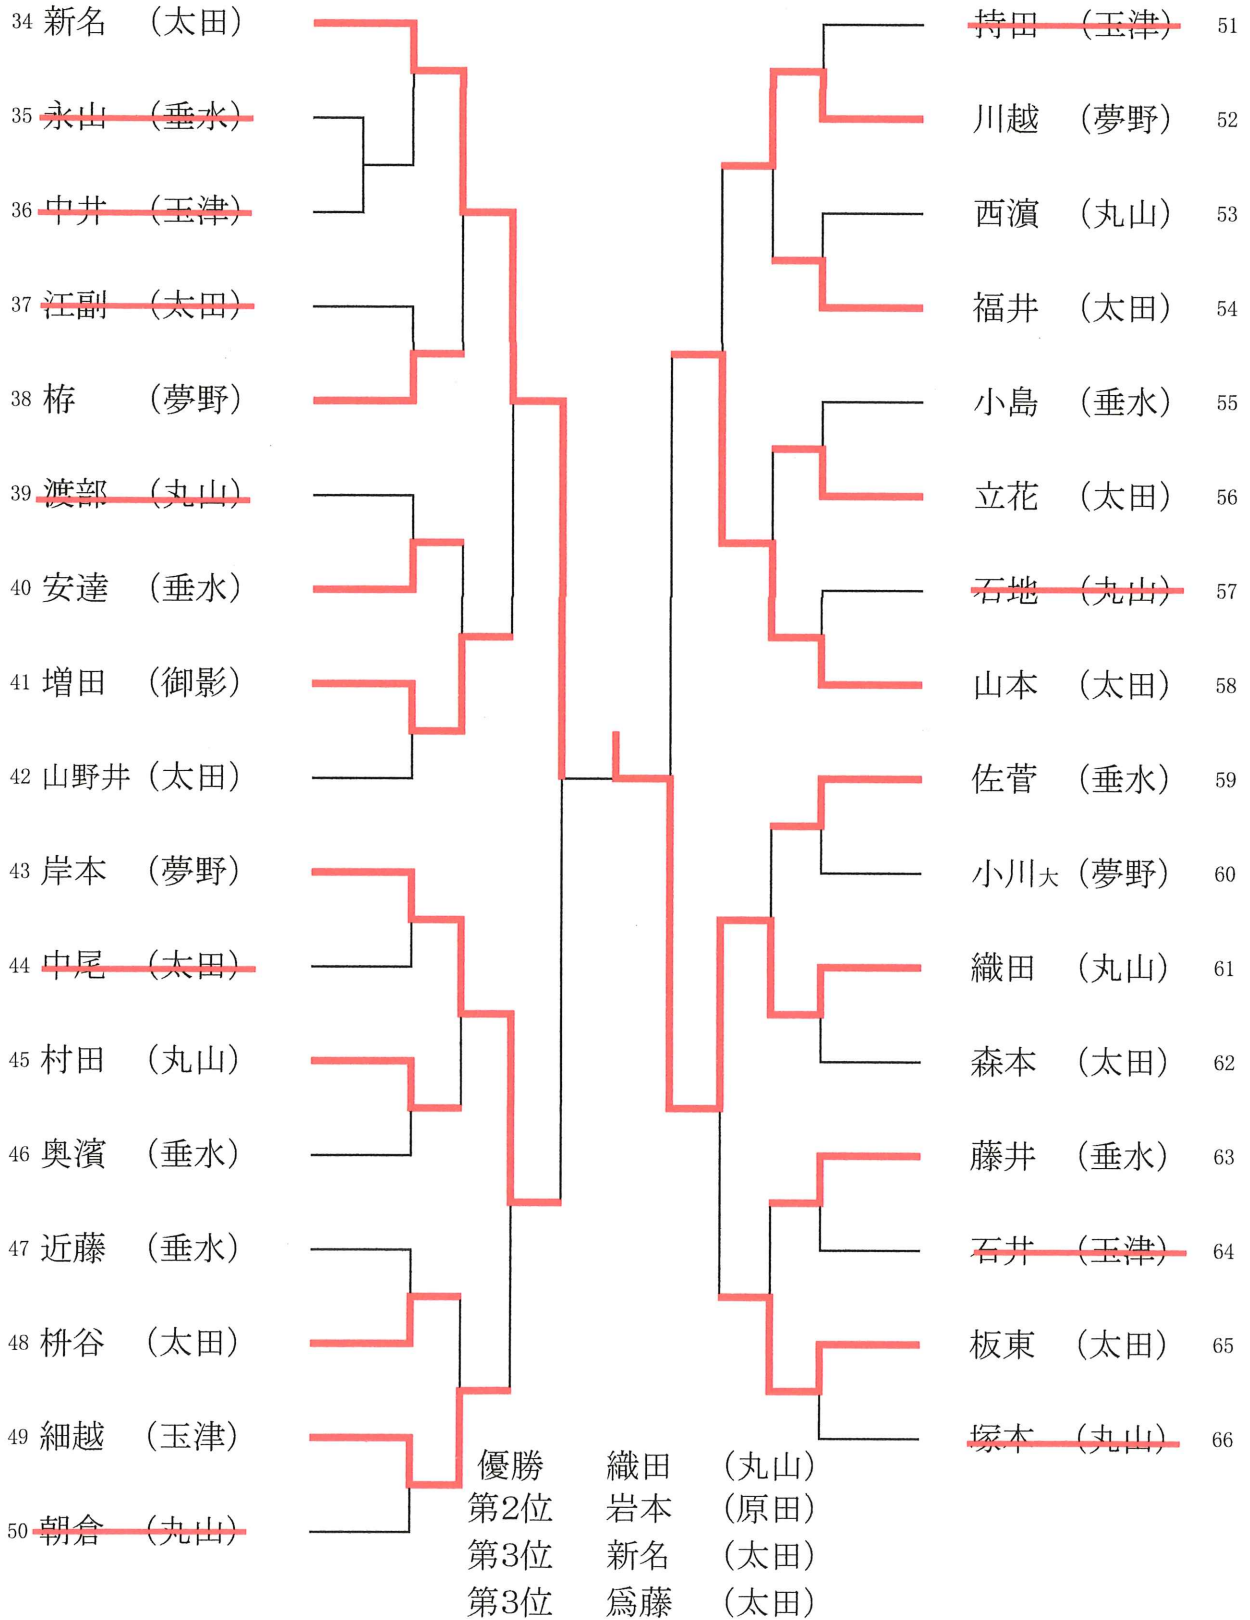 34 新名 (太田)
35 永山 (垂水)
36 中井 (玉津)
37 江副 (太田)
38 栫 (夢野)
39 渡部 (丸山)
40 安達 (垂水)
41 増田 (御影)
42 山野井 (太田)
43 岸本 (夢野)
44 中尾 (太田)
45 村田 (丸山)
46 奥濱 (垂水)
47 近藤 (垂水)
48 栁谷 (太田)
49 細越 (玉津)
50 朝倉 (丸山)
持田 (玉津) 51
川越 (夢野) 52
西濵 (丸山) 53
福井 (太田) 54
小島 (垂水) 55
立花 (太田) 56
石地 (丸山) 57
山本 (太田) 58
佐菅 (垂水) 59
小川大 (夢野) 60
織田 (丸山) 61
森本 (太田) 62
藤井 (垂水) 63
石井 (玉津) 64
板東 (太田) 65
塚本 (丸山) 66
優勝 織田 (丸山)
第2位 岩本 (原田)
第3位 新名 (太田)
第3位 爲藤 (太田)